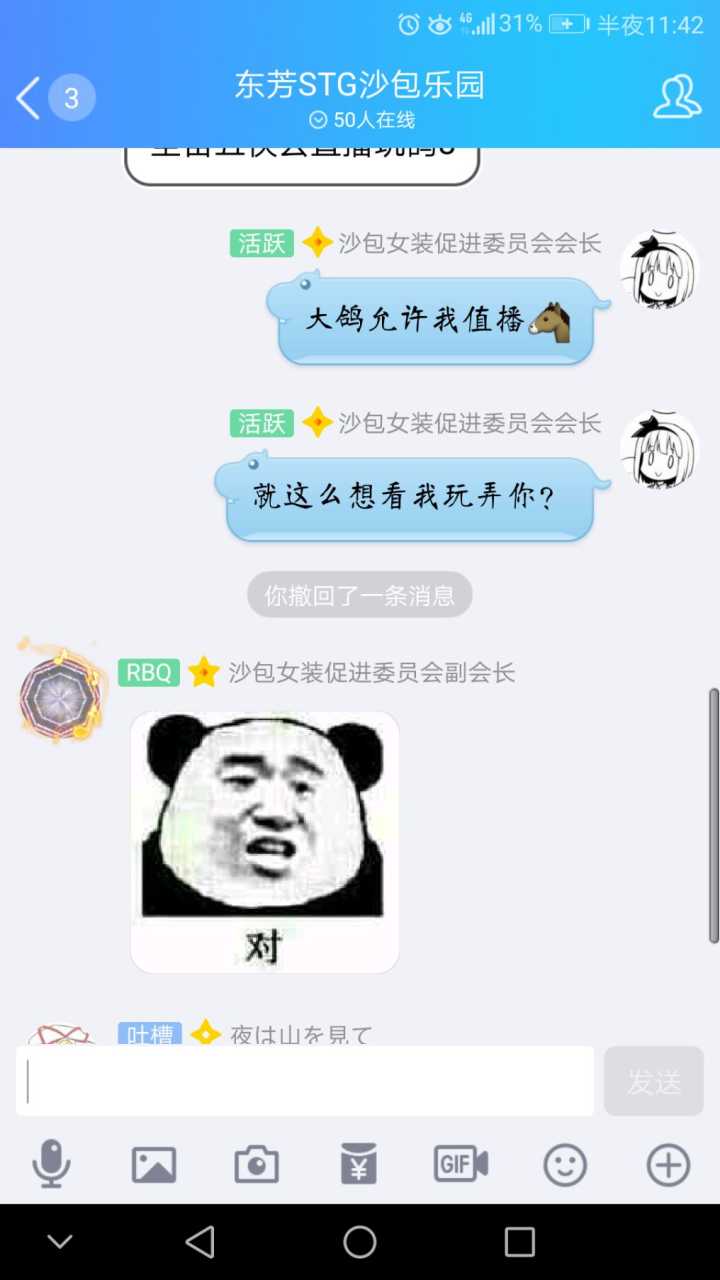 4G 31% 半夜11:42
3
东芳STG沙包乐园
50人在线
活跃 沙包女装促进委员会会长
大鸽允许我值播
活跃 沙包女装促进委员会会长
就这么想看我玩弄你?
你撤回了一条消息
RBQ 沙包女装促进委员会副会长
对
吐槽 夜は山を見て
发送
GIF